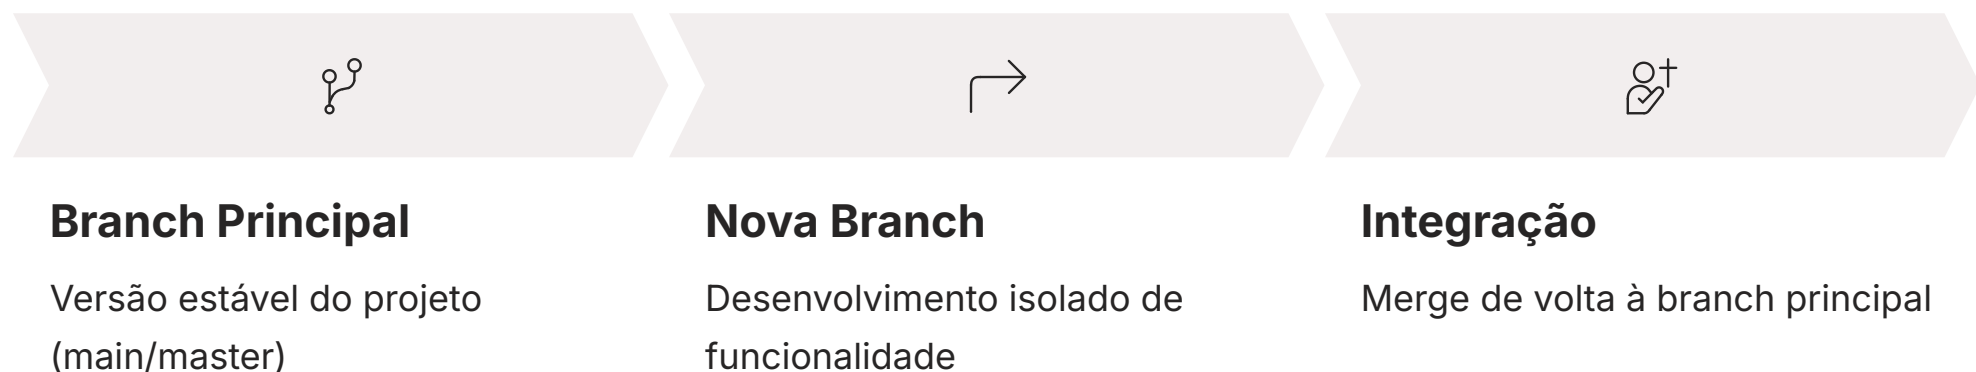 Branch Principal
Versão estável do projeto
(main/master)
Nova Branch
Desenvolvimento isolado de
funcionalidade
Integração
Merge de volta à branch principal